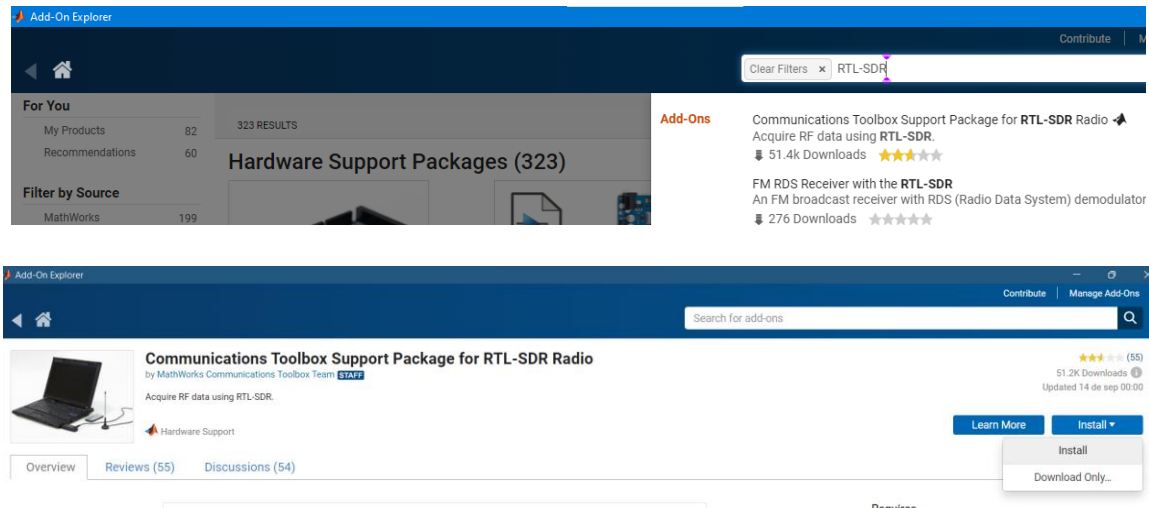 Add-On Explorer
Contribute
Clear Filters × RTL-SDR
For You
My Products 82
Recommendations 60
Filter by Source
MathWorks 199
323 RESULTS
Hardware Support Packages (323)
Add-Ons
Communications Toolbox Support Package for RTL-SDR Radio
Acquire RF data using RTL-SDR.
51.4k Downloads
FM RDS Receiver with the RTL-SDR
An FM broadcast receiver with RDS (Radio Data System) demodulator
276 Downloads
Add-On Explorer
Contribute Manage Add-Ons
Search for add-ons
Communications Toolbox Support Package for RTL-SDR Radio
by MathWorks Communications Toolbox Team STAFF
Acquire RF data using RTL-SDR.
Hardware Support
(55)
51.2K Downloads
Updated 14 de sep 00:00
Learn More
Install
Install
Download Only...
Overview Reviews (55) Discussions (54)